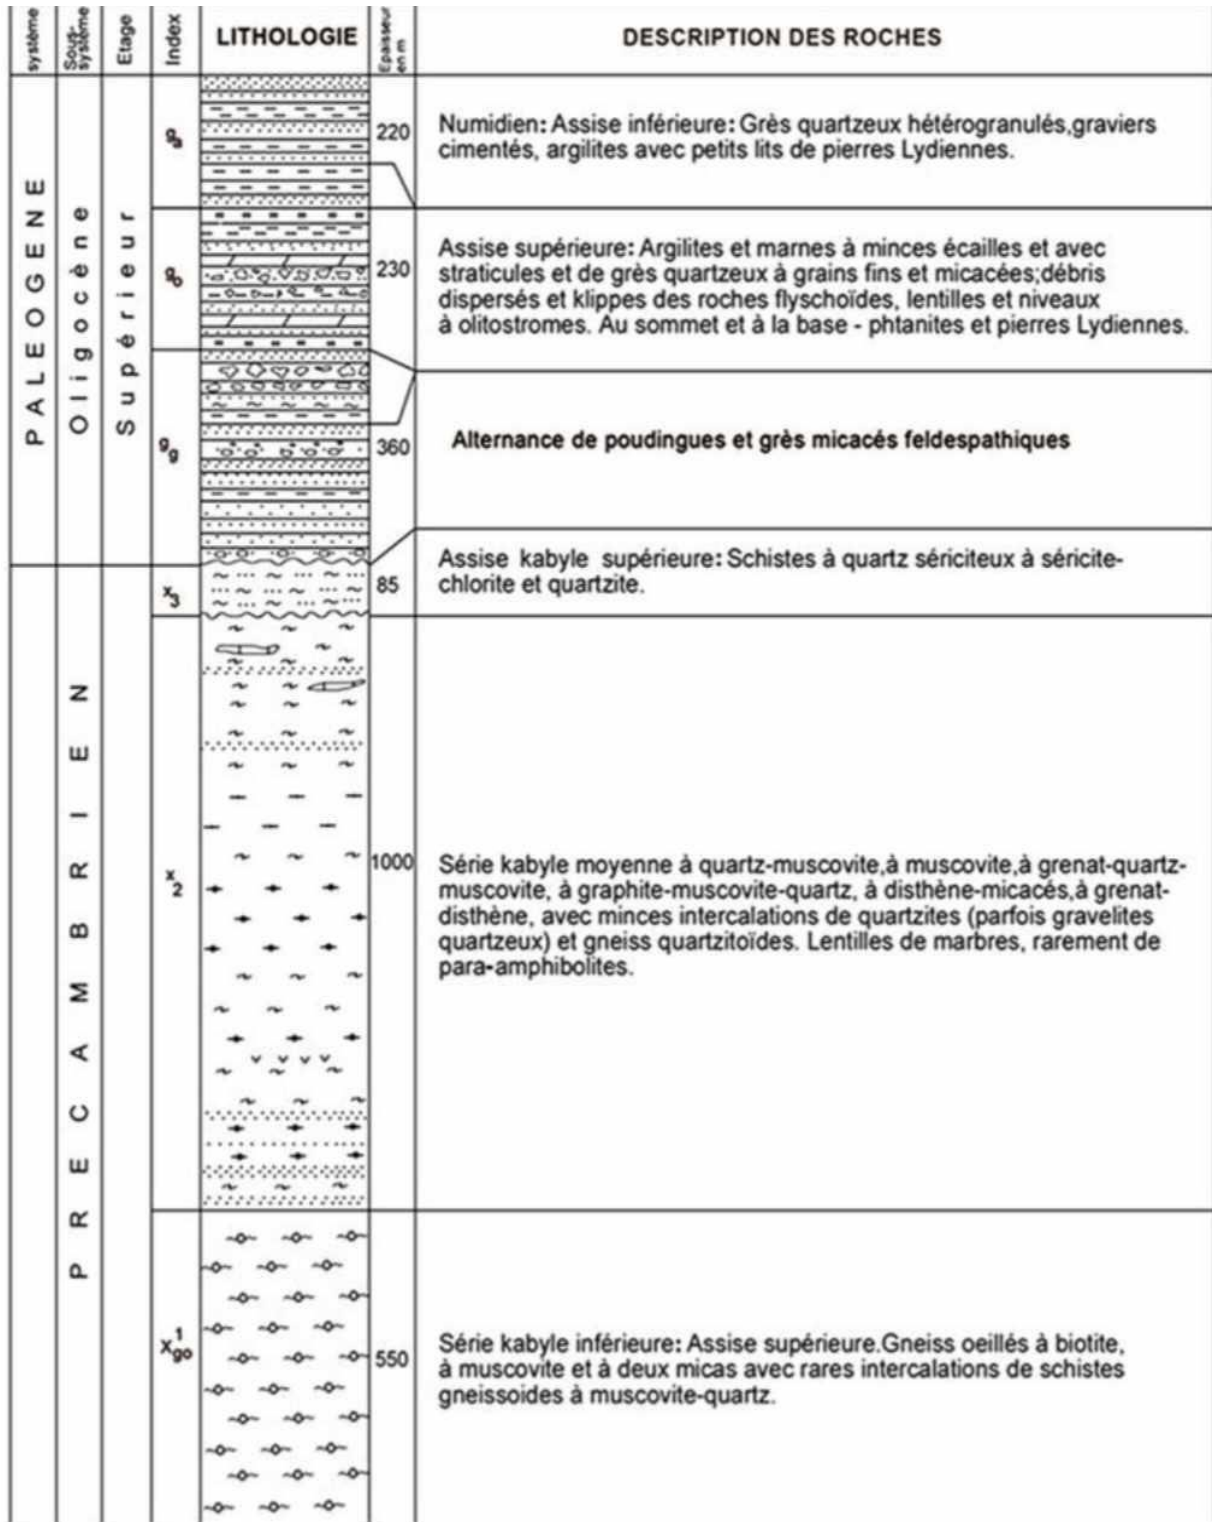 système
Sous-
système
Etage
Index
LITHOLOGIE
Epaisseur
en m
DESCRIPTION DES ROCHES
PALEOGENE
Oligocène
Supérieur
ga
220
Numidien: Assise inférieure: Grès quartzeux hétérogranulés,graviers
cimentés, argilites avec petits lits de pierres Lydiennes.
230
Assise supérieure: Argilites et marnes à minces écailles et avec
straticules et de grès quartzeux à grains fins et micacées;débris
dispersés et klippes des roches flyschoïdes, lentilles et niveaux
à olitostromes. Au sommet et à la base - phtanites et pierres Lydiennes.
gg
360
Alternance de poudingues et grès micacés feldespathiques
PRECAMBRIEN
x3
85
Assise kabyle supérieure: Schistes à quartz sériciteux à séricite-
chlorite et quartzite.
x2
1000
Série kabyle moyenne à quartz-muscovite,à muscovite,à grenat-quartz-
muscovite, à graphite-muscovite-quartz, à disthène-micacés,à grenat-
disthène, avec minces intercalations de quartzites (parfois gravelites
quartzeux) et gneiss quartzitoïdes. Lentilles de marbres, rarement de
para-amphibolites.
X1go
550
Série kabyle inférieure: Assise supérieure.Gneiss oeillés à biotite,
à muscovite et à deux micas avec rares intercalations de schistes
gneissoides à muscovite-quartz.